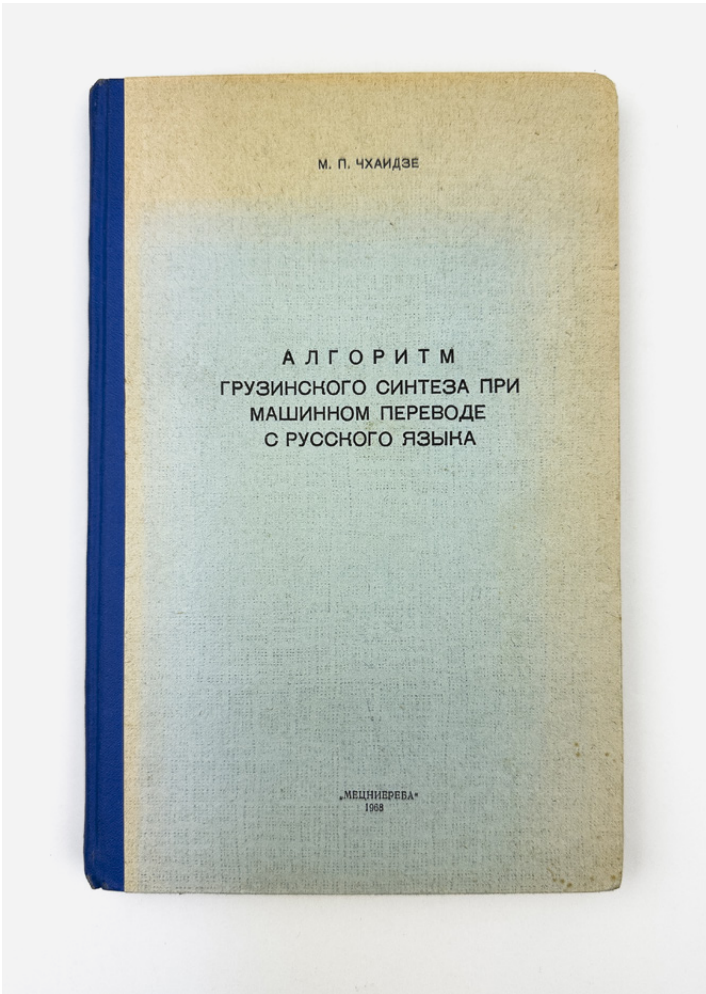 М. П. ЧХАИДЗЕ
АЛГОРИТМ
ГРУЗИНСКОГО СИНТЕЗА ПРИ
МАШИННОМ ПЕРЕВОДЕ
С РУССКОГО ЯЗЫКА
„МЕЦНИЕРЕБА“
1968